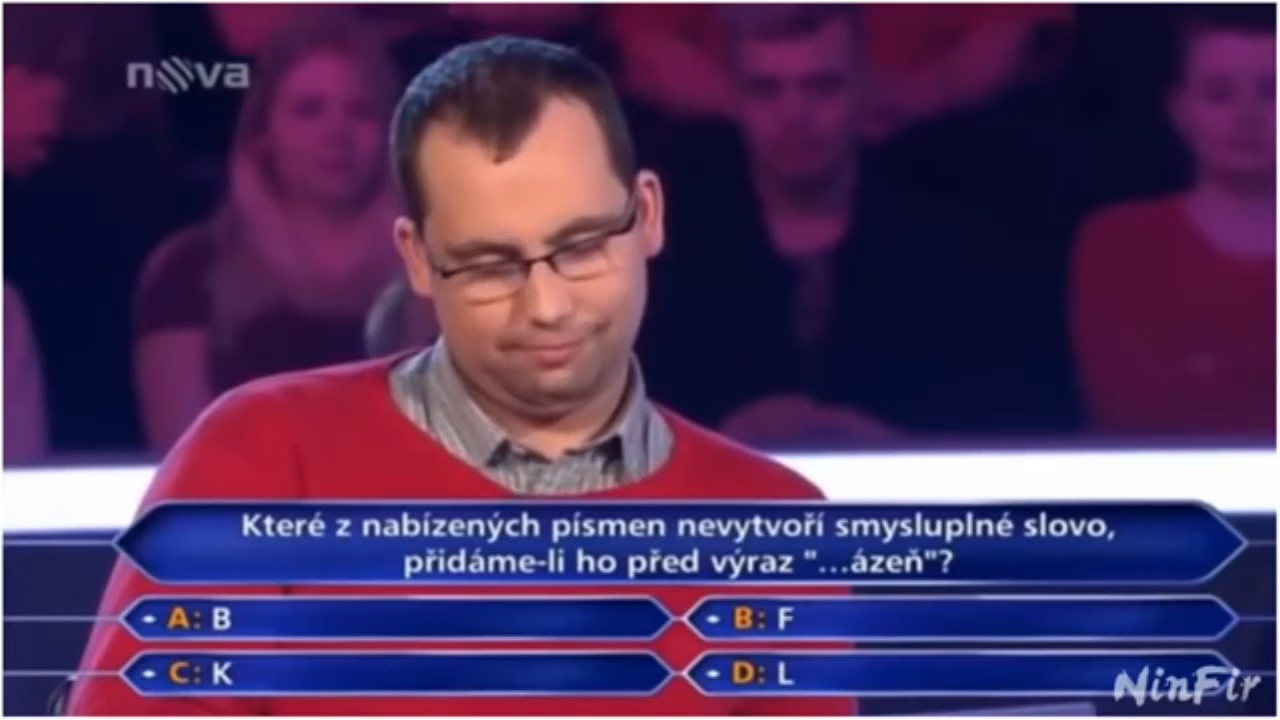 nova
Které z nabízených písmen nevytvoří smysluplné slovo,
přidáme-li ho před výraz "...ázeň"?
A: B
B: F
C: K
D: L
NinFir